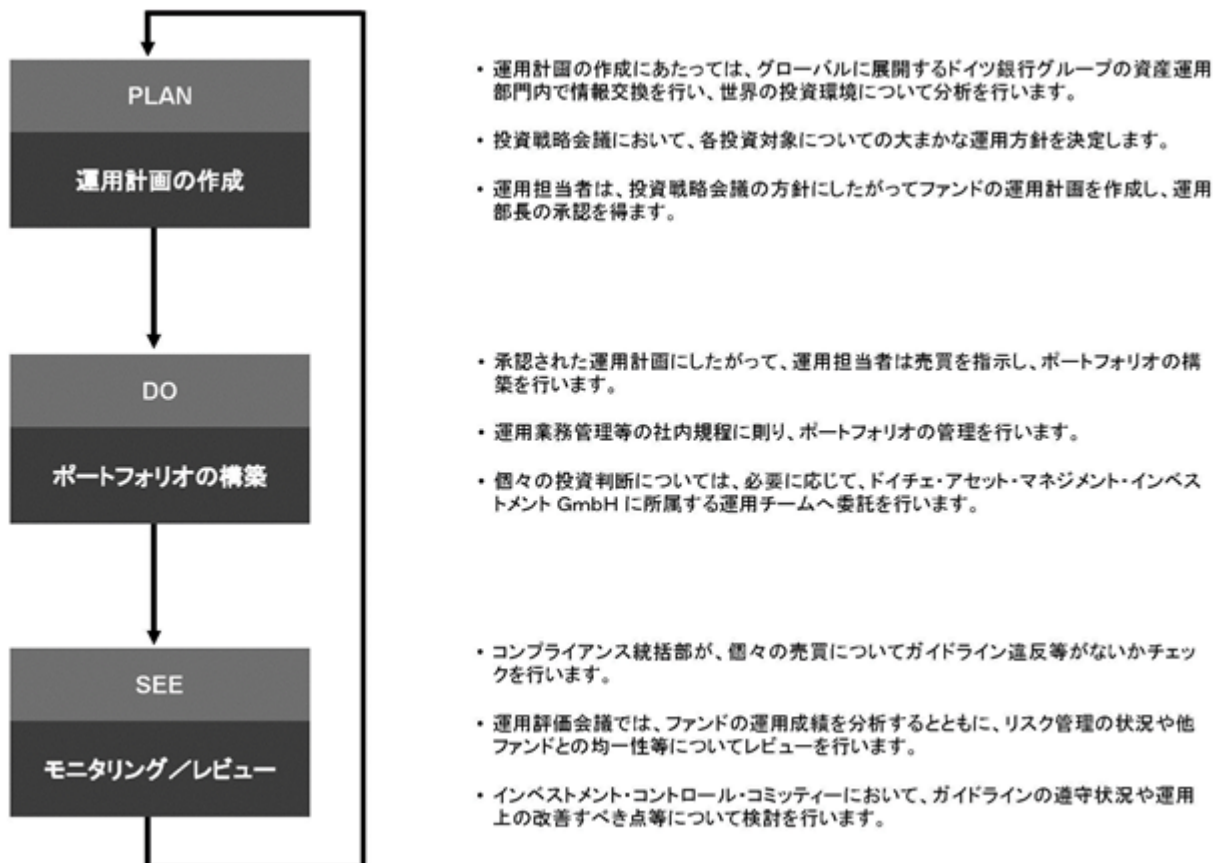 PLAN
運用計画の作成
・運用計画の作成にあたっては、グローバルに展開するドイツ銀行グループの資産運用
部門内で情報交換を行い、世界の投資環境について分析を行います。
・投資戦略会議において、各投資対象についての大まかな運用方針を決定します。
・運用担当者は、投資戦略会議の方針にしたがってファンドの運用計画を作成し、運用
部長の承認を得ます。
DO
ポートフォリオの構築
・承認された運用計画にしたがって、運用担当者は売買を指示し、ポートフォリオの構
築を行います。
・運用業務管理等の社内規程に則り、ポートフォリオの管理を行います。
・個々の投資判断については、必要に応じて、ドイチェ・アセット・マネジメント・インベス
トメント GmbH に所属する運用チームへ委託を行います。
SEE
モニタリング／レビュー
・コンプライアンス統括部が、個々の売買についてガイドライン違反等がないかチェッ
クを行います。
・運用評価会議では、ファンドの運用成績を分析するとともに、リスク管理の状況や他
ファンドとの均一性等についてレビューを行います。
・インベストメント・コントロール・コミッティーにおいて、ガイドラインの遵守状況や運用
上の改善すべき点等について検討を行います。